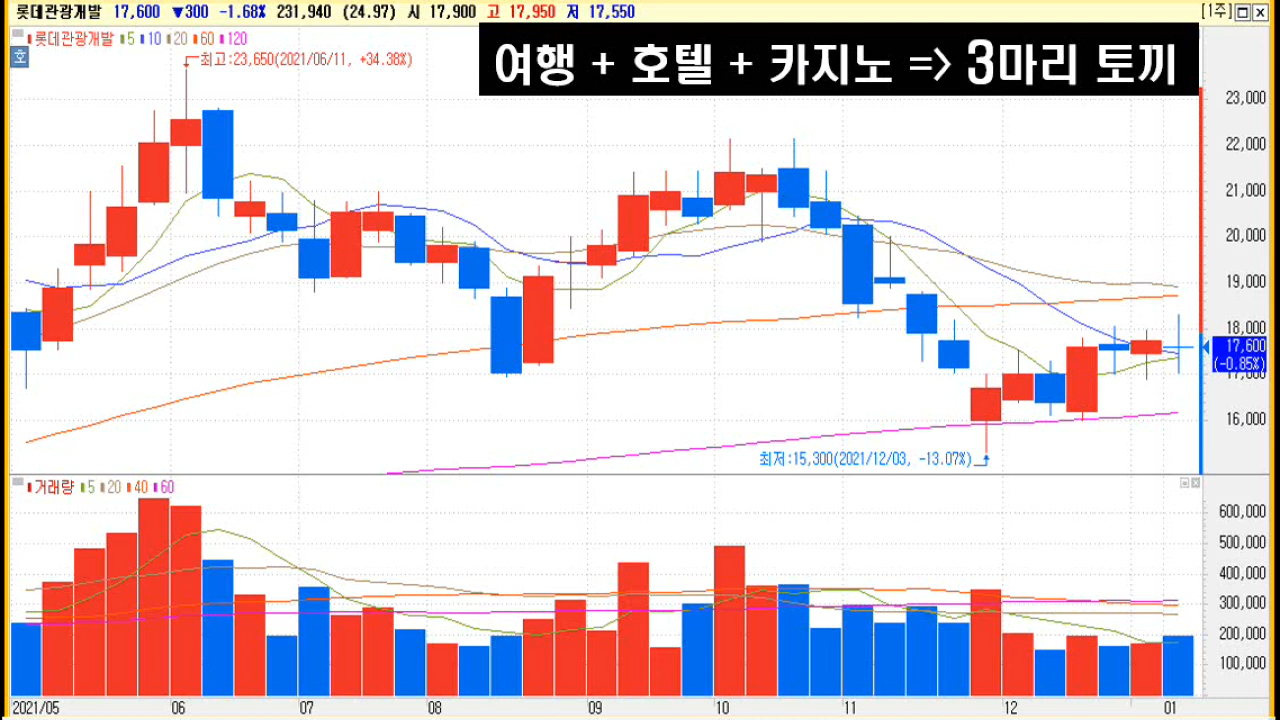 롯데관광개발 17,600 ▼300 -1.68% 231,940 (24.97) 시 17,900 고 17,950 저 17,550 [1주]
롯데관광개발 5 10 20 60 120
호
최고:23,650(2021/06/11, +34.38%)
여행 + 호텔 + 카지노 => 3마리 토끼
23,000
22,000
21,000
20,000
19,000
18,000
17,600
(-0.85%)
17,000
16,000
최저:15,300(2021/12/03, -13.07%)
거래량 5 20 40 60
600,000
500,000
400,000
300,000
200,000
100,000
2021/05 06 07 08 09 10 11 12 01